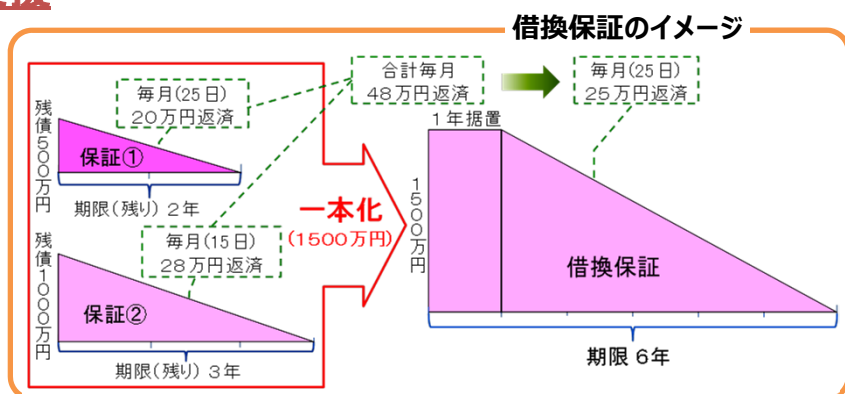 借換保証のイメージ
毎月(25日)
20万円返済
合計毎月
48万円返済
毎月(25日)
25万円返済
残債500万円
保証①
期限(残り) 2年
1年据置
1500万円
一本化
(1500万円)
毎月(15日)
28万円返済
残債1000万円
保証②
期限(残り) 3年
借換保証
期限 6年